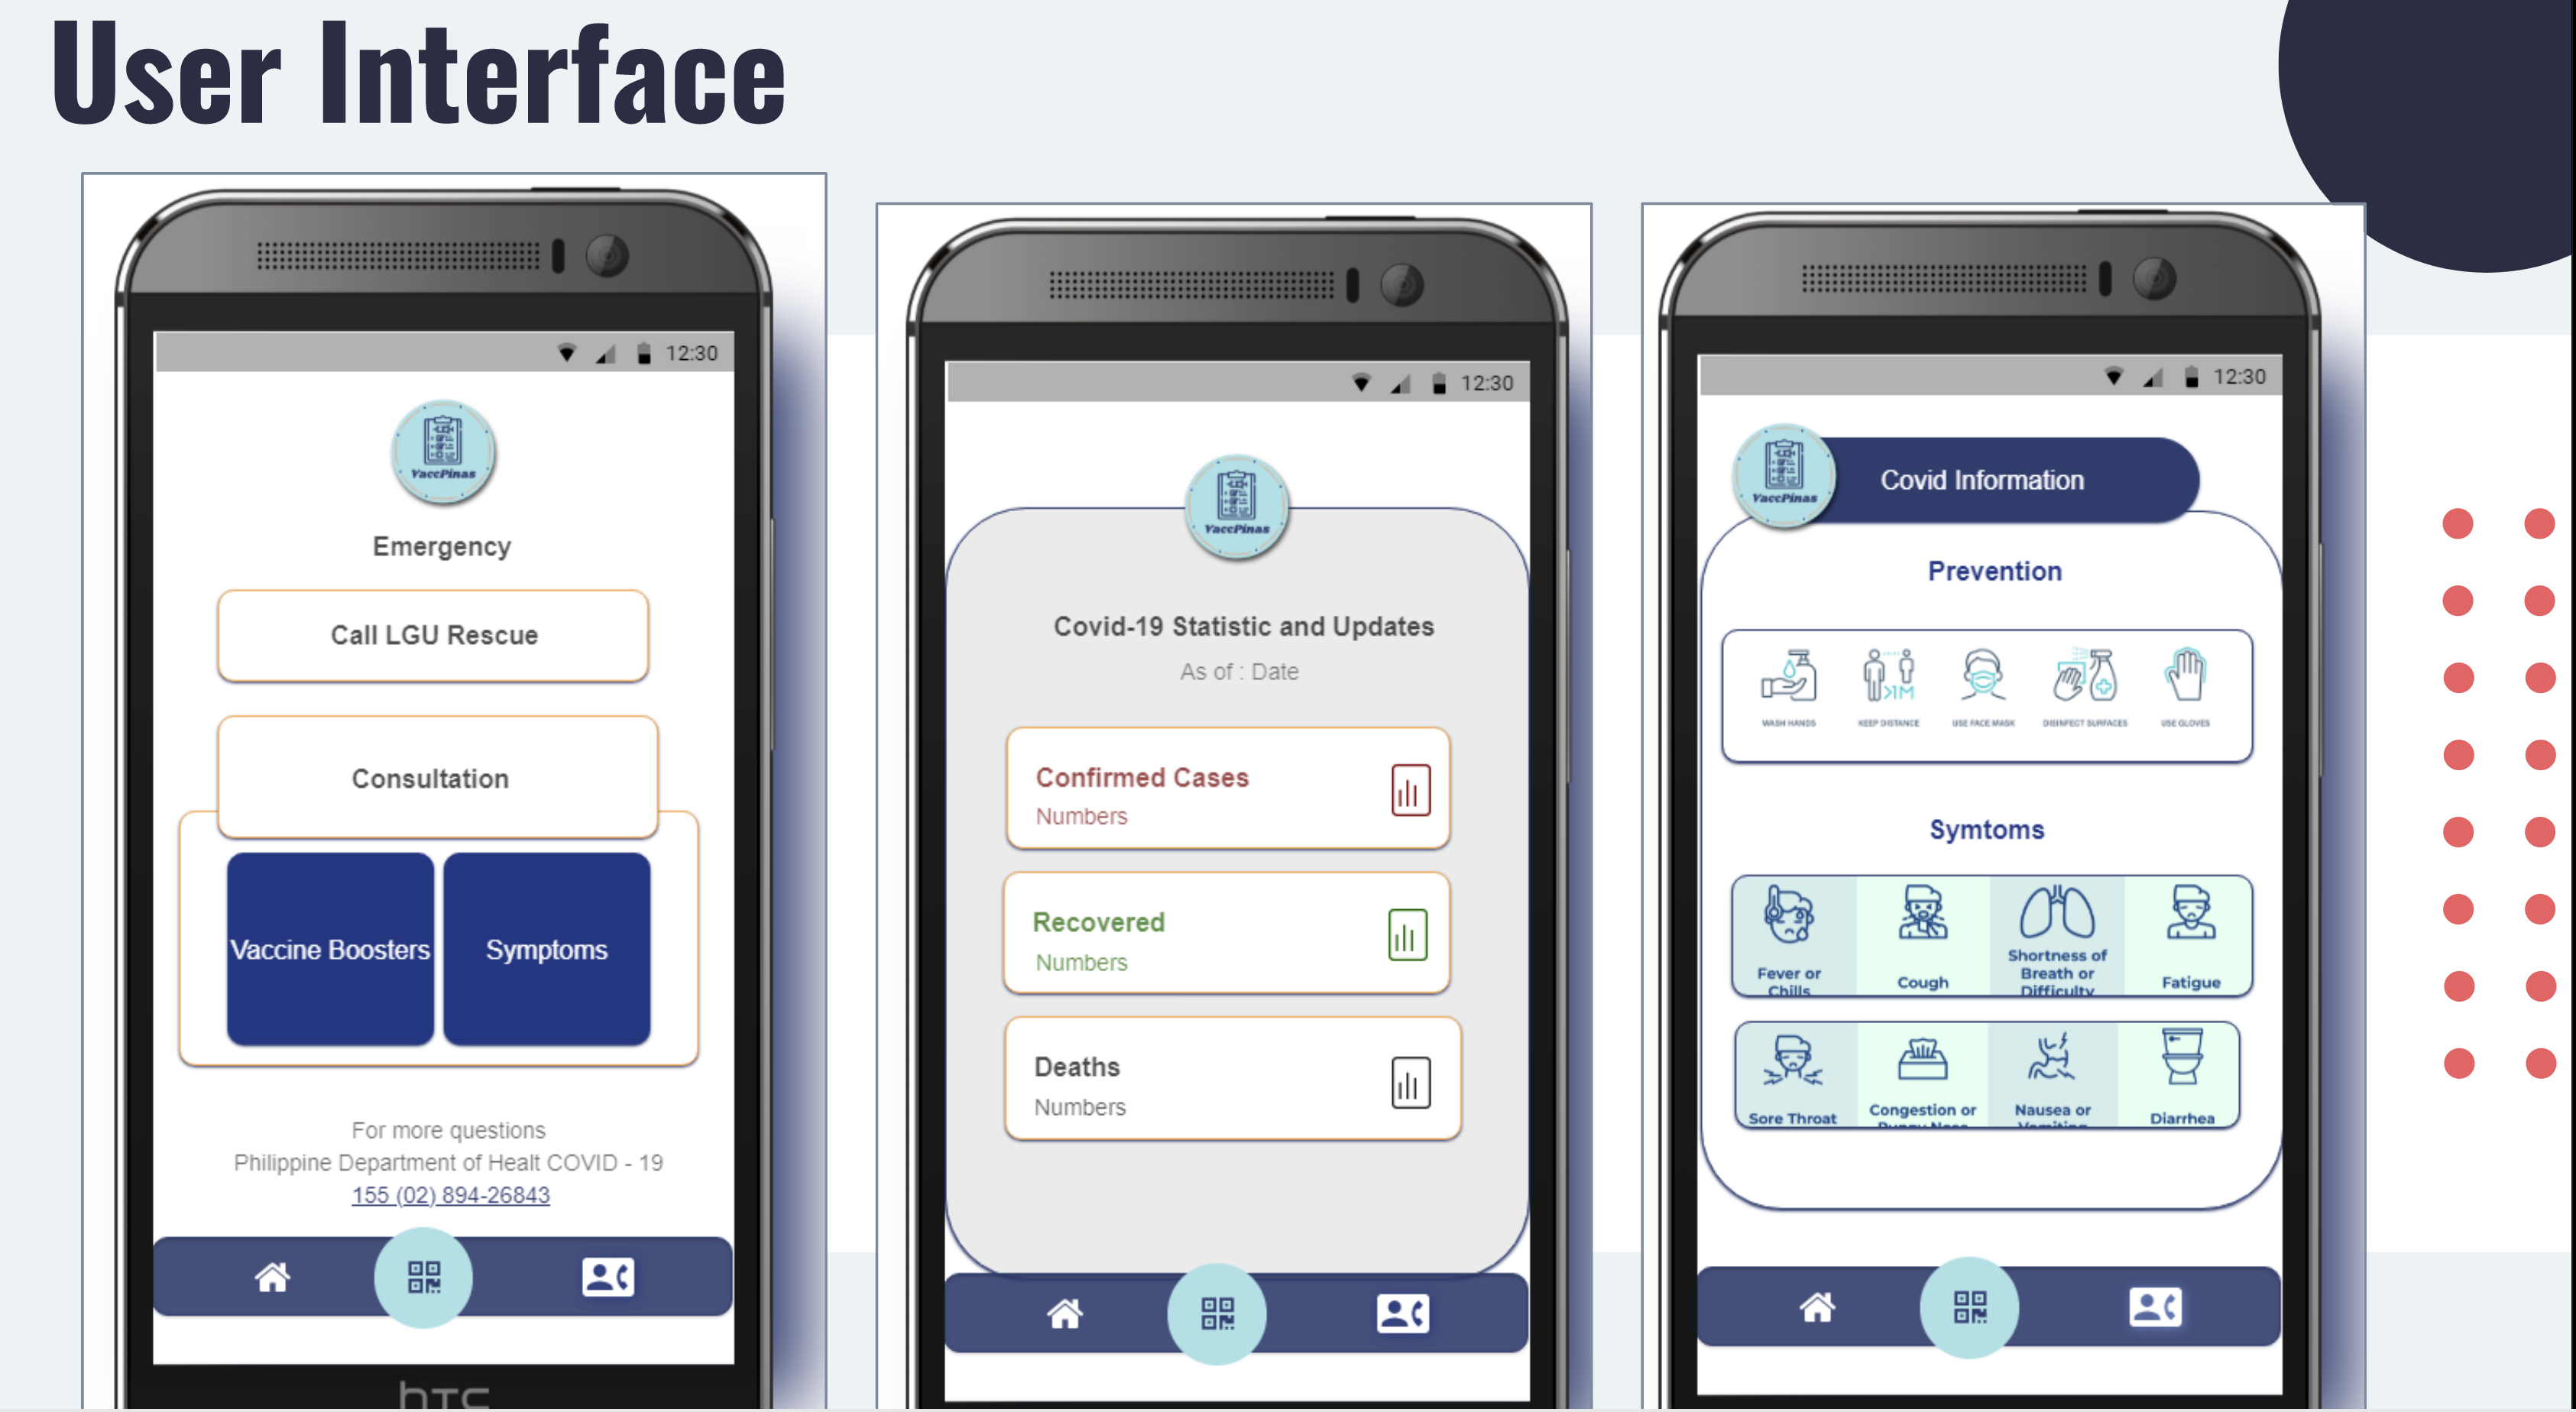 User Interface
12:30
VaccPinas
Emergency
Call LGU Rescue
Consultation
Vaccine Boosters
Symptoms
For more questions
Philippine Department of Healt COVID - 19
155 (02) 894-26843
hTC
12:30
VaccPinas
Covid-19 Statistic and Updates
As of : Date
Confirmed Cases
Numbers
Recovered
Numbers
Deaths
Numbers
12:30
VaccPinas
Covid Information
Prevention
>1M
WASH HANDS
KEEP DISTANCE
USE FACE MASK
DISINFECT SURFACES
USE GLOVES
Symtoms
Fever or
Chills
Cough
Shortness of
Breath or
Difficulty
Fatigue
Sore Throat
Congestion or
Runny Nose
Nausea or
Vomiting
Diarrhea